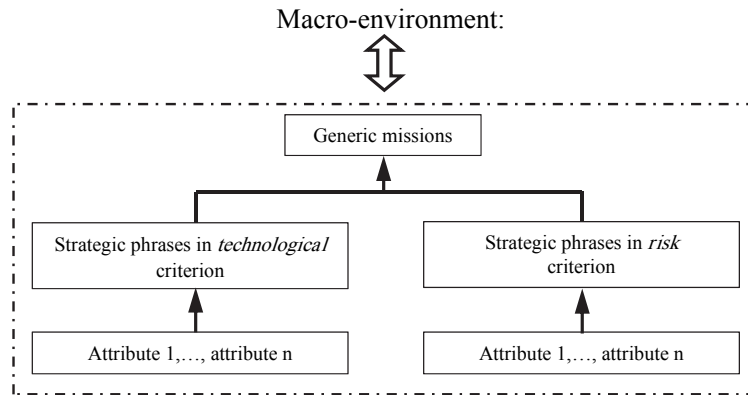 Macro-environment:
Generic missions
Strategic phrases in technological
criterion
Strategic phrases in risk
criterion
Attribute 1,…, attribute n
Attribute 1,…, attribute n